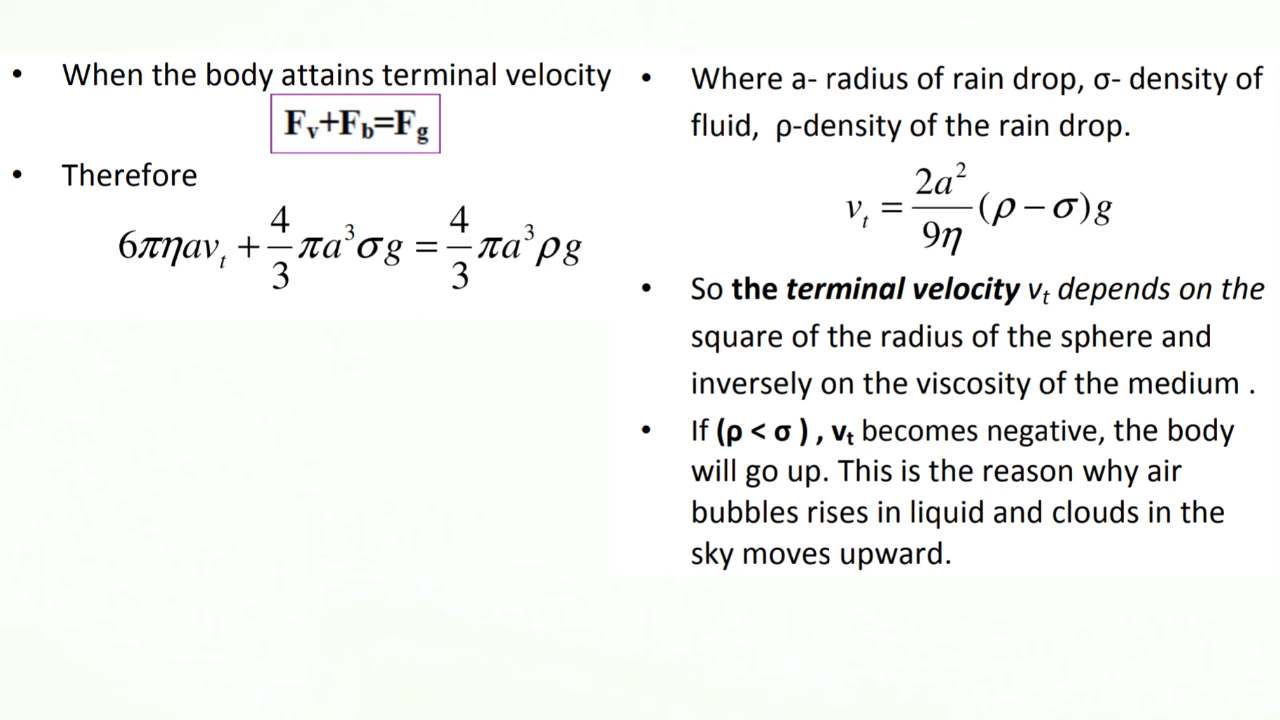 • When the body attains terminal velocity
Fᵥ+F_b=F_g
• Therefore
6πηavₜ + 4/3 πa³σg = 4/3 πa³ρg
• Where a- radius of rain drop, σ- density of
fluid, ρ-density of the rain drop.
vₜ = 2a²/9η (ρ − σ)g
• So the terminal velocity vₜ depends on the
square of the radius of the sphere and
inversely on the viscosity of the medium .
• If (ρ < σ ) , vₜ becomes negative, the body
will go up. This is the reason why air
bubbles rises in liquid and clouds in the
sky moves upward.